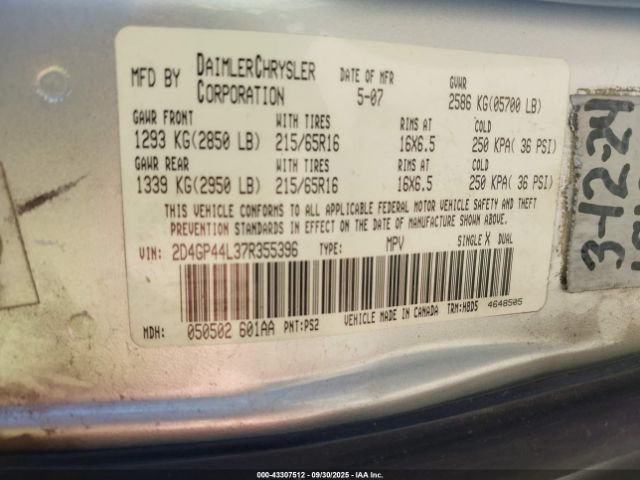 MFD BY DAIMLERCHRYSLER CORPORATION DATE OF MFR 5-07 GVWR 2586 KG(05700 LB)
GAWR FRONT WITH TIRES RIMS AT COLD
1293 KG(2850 LB) 215/65R16 16X6.5 250 KPA( 36 PSI)
GAWR REAR WITH TIRES RIMS AT COLD
1339 KG(2950 LB) 215/65R16 16X6.5 250 KPA( 36 PSI)
THIS VEHICLE CONFORMS TO ALL APPLICABLE FEDERAL MOTOR VEHICLE SAFETY AND THEFT
PREVENTION STANDARDS IN EFFECT ON THE DATE OF MANUFACTURE SHOWN ABOVE.
VIN: 2D4GP44L37R355396 TYPE: MPV SINGLE X DUAL
MDH: 050502 601AA PNT:PS2 VEHICLE MADE IN CANADA TRM:H8D5 4648505
3-12-24
000-43307512 - 09/30/2025 - IAA Inc.